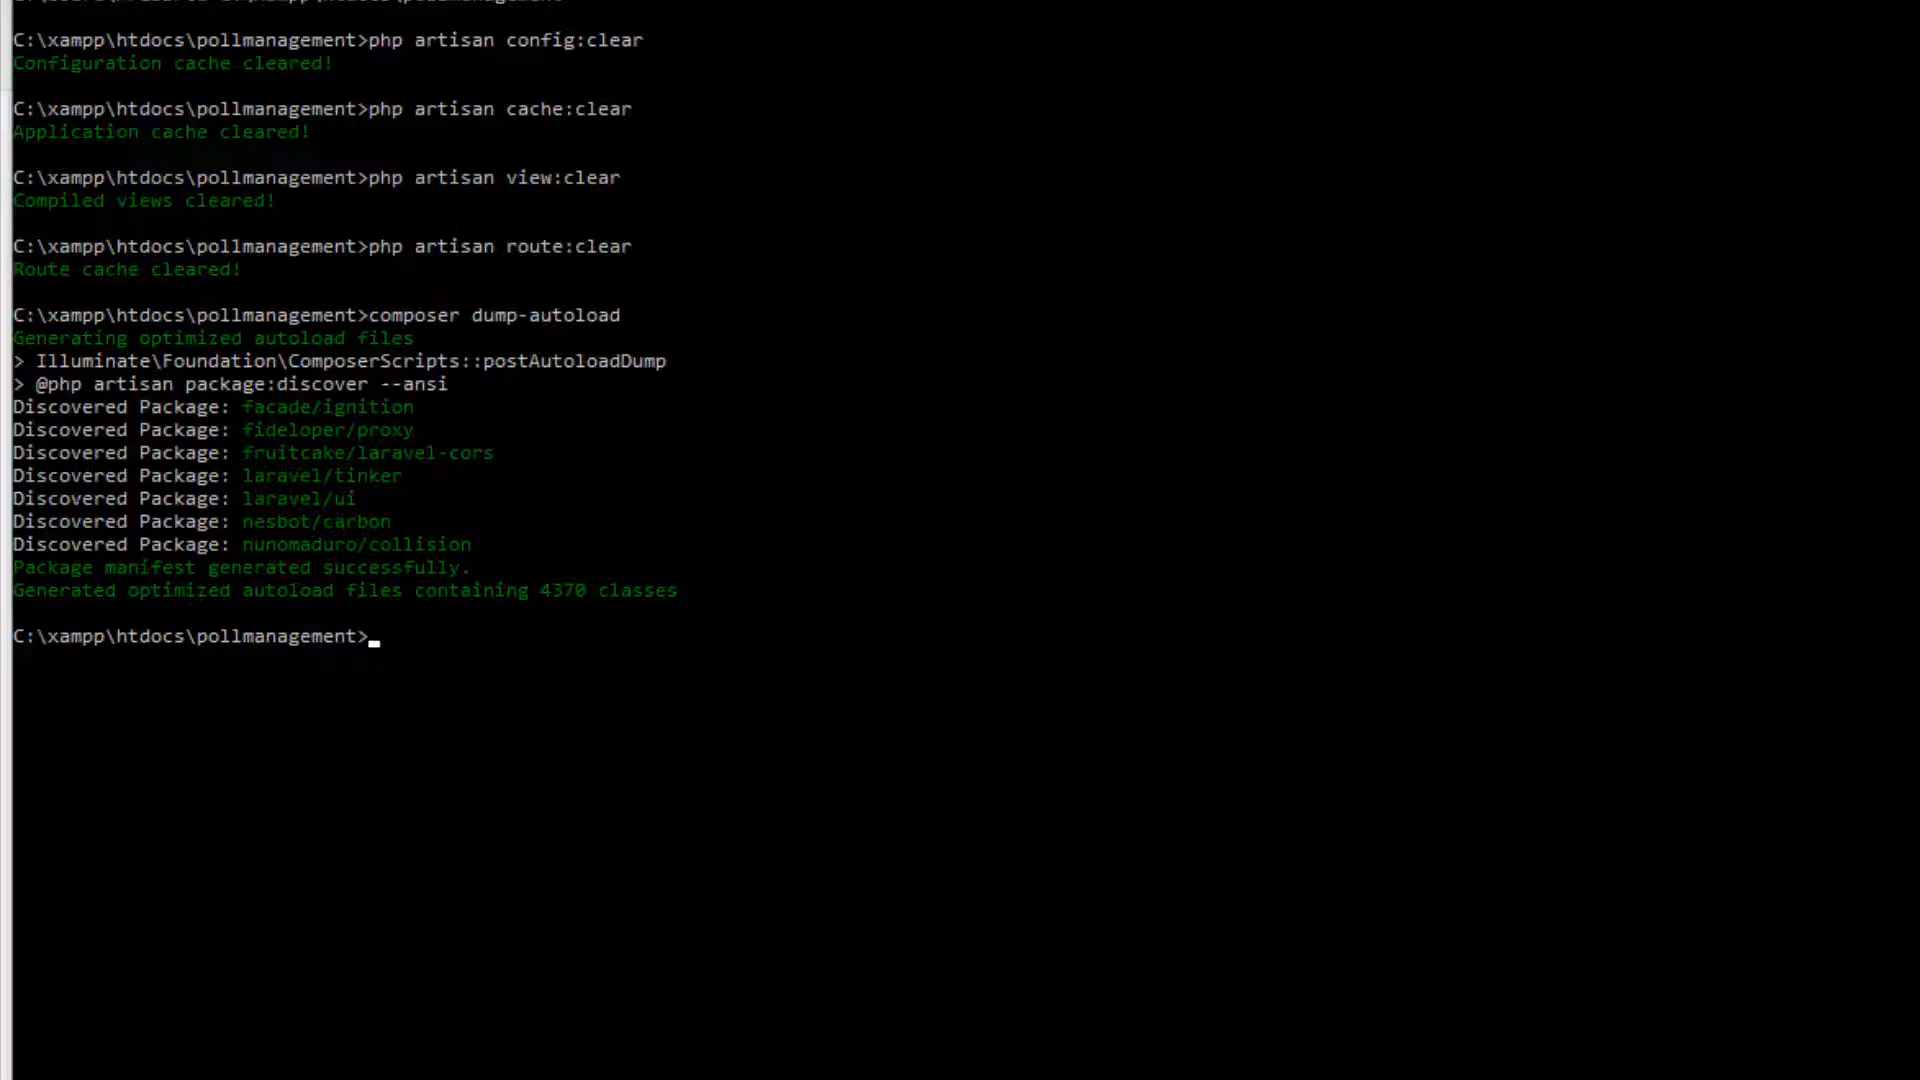 C:\xampp\htdocs\pollmanagement>php artisan config:clear
Configuration cache cleared!
C:\xampp\htdocs\pollmanagement>php artisan cache:clear
Application cache cleared!
C:\xampp\htdocs\pollmanagement>php artisan view:clear
Compiled views cleared!
C:\xampp\htdocs\pollmanagement>php artisan route:clear
Route cache cleared!
C:\xampp\htdocs\pollmanagement>composer dump-autoload
Generating optimized autoload files
> Illuminate\Foundation\ComposerScripts::postAutoloadDump
> @php artisan package:discover --ansi
Discovered Package: facade/ignition
Discovered Package: fideloper/proxy
Discovered Package: fruitcake/laravel-cors
Discovered Package: laravel/tinker
Discovered Package: laravel/ui
Discovered Package: nesbot/carbon
Discovered Package: nunomaduro/collision
Package manifest generated successfully.
Generated optimized autoload files containing 4370 classes
C:\xampp\htdocs\pollmanagement>